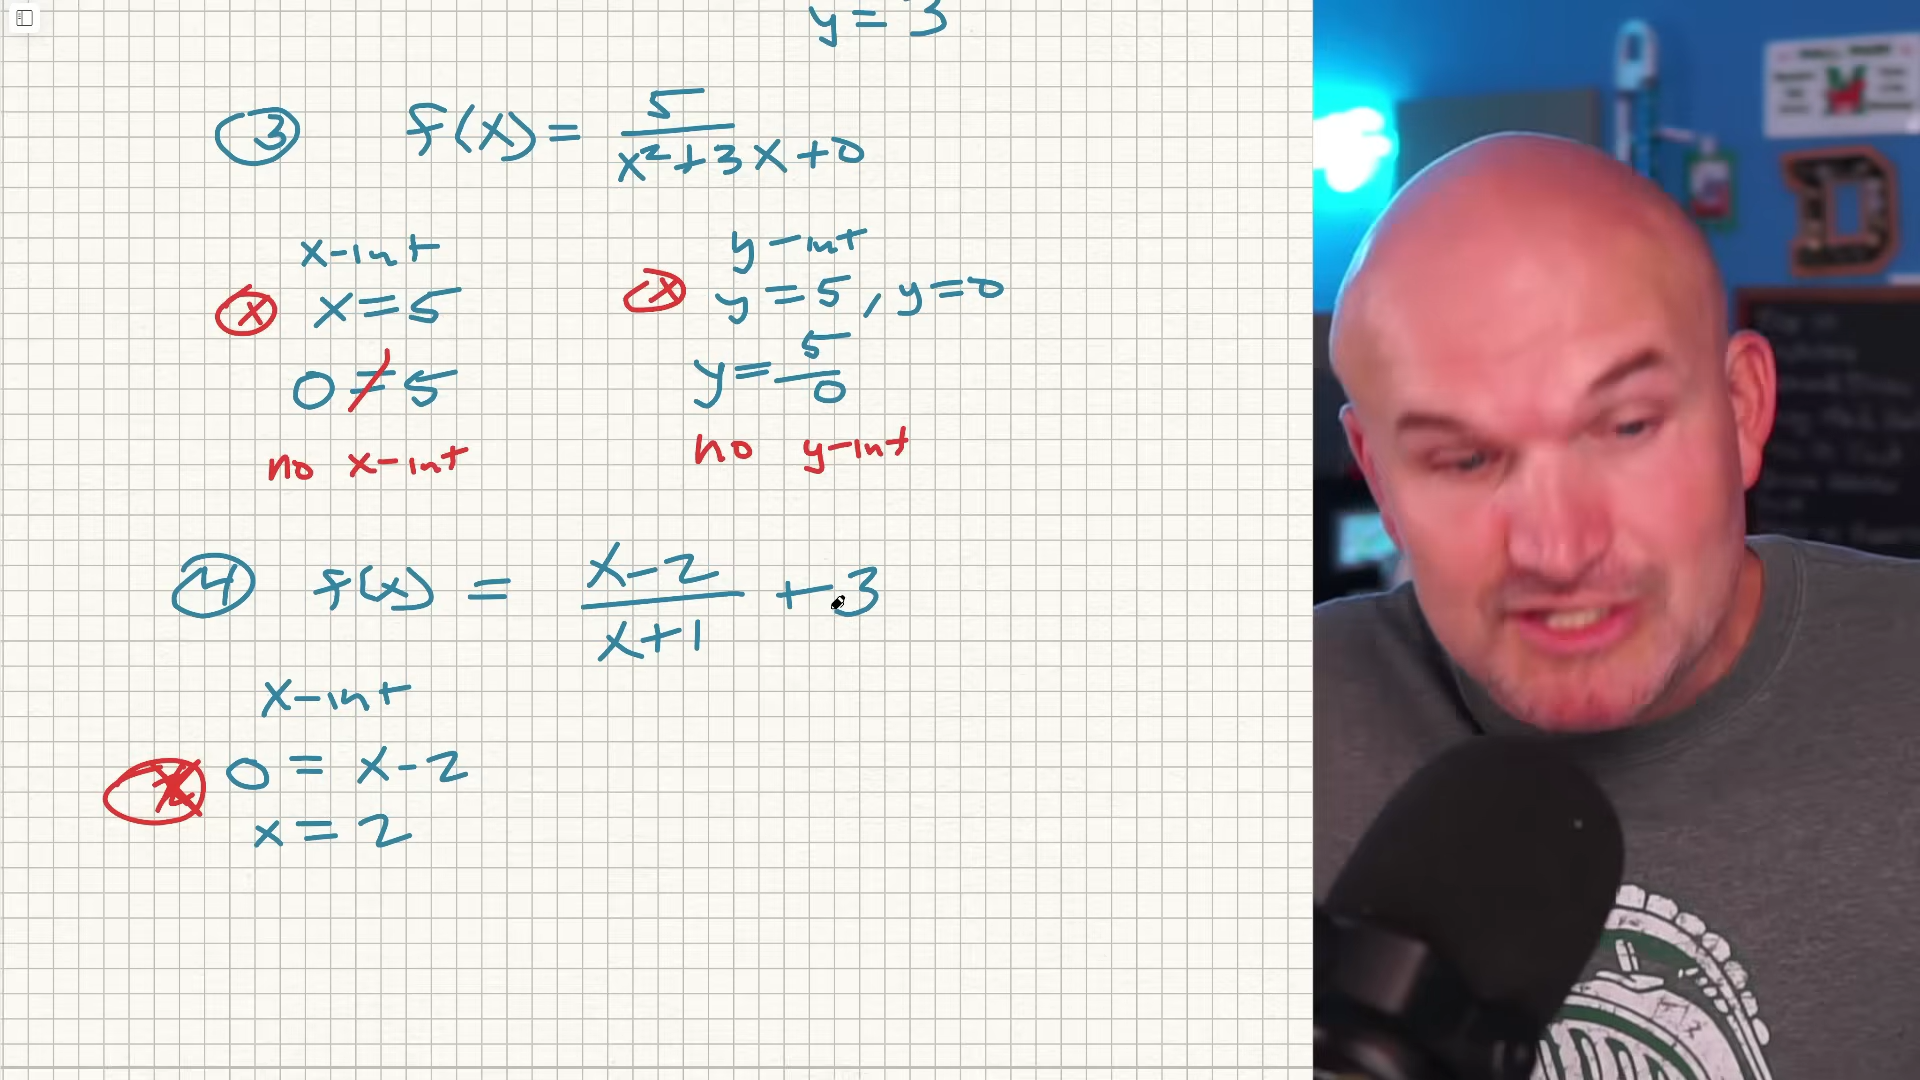 y = 3
③ f(x) = 5
x² + 3x + 0
x-int
y-int
ⓧ x = 5
ⓧ y = 5, y = 0
0 ≠ 5
y = 5/0
no x-int
no y-int
④ f(x) = x - 2
x + 1
+ 3
x-int
0 = x - 2
x = 2
D